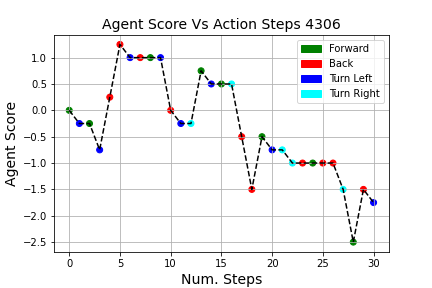 Agent Score Vs Action Steps 4306
Forward
Back
Turn Left
Turn Right
1.0
0.5
0.0
−0.5
−1.0
−1.5
−2.0
−2.5
Agent Score
0 5 10 15 20 25 30
Num. Steps